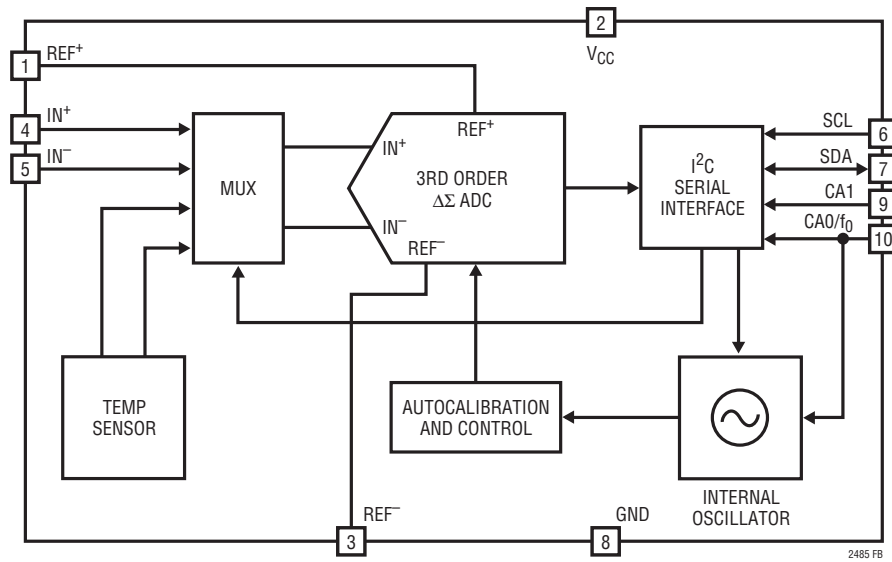 2
V_CC
REF⁺
1
IN⁺
4
IN⁻
5
MUX
REF⁺
IN⁺
3RD ORDER
ΔΣ ADC
IN⁻
REF⁻
I²C
SERIAL
INTERFACE
SCL
6
SDA
7
CA1
9
CA0/f₀
10
TEMP
SENSOR
AUTOCALIBRATION
AND CONTROL
INTERNAL
OSCILLATOR
REF⁻
3
GND
8
2485 FB